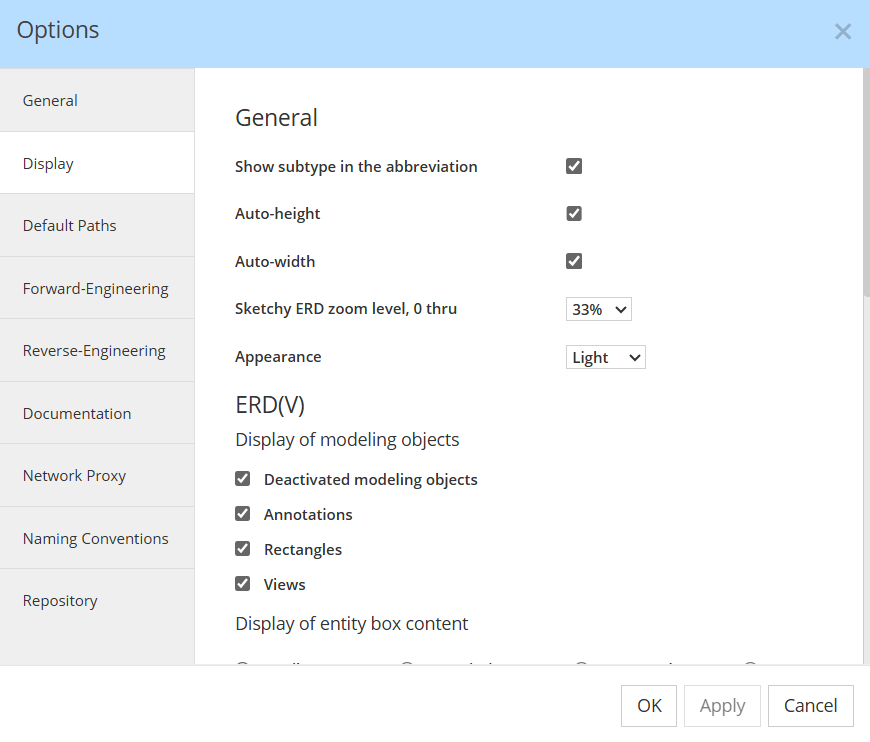 Options
General
Display
Default Paths
Forward-Engineering
Reverse-Engineering
Documentation
Network Proxy
Naming Conventions
Repository
General
Show subtype in the abbreviation
Auto-height
Auto-width
Sketchy ERD zoom level, 0 thru 33%
Appearance Light
ERD(V)
Display of modeling objects
Deactivated modeling objects
Annotations
Rectangles
Views
Display of entity box content
OK Apply Cancel